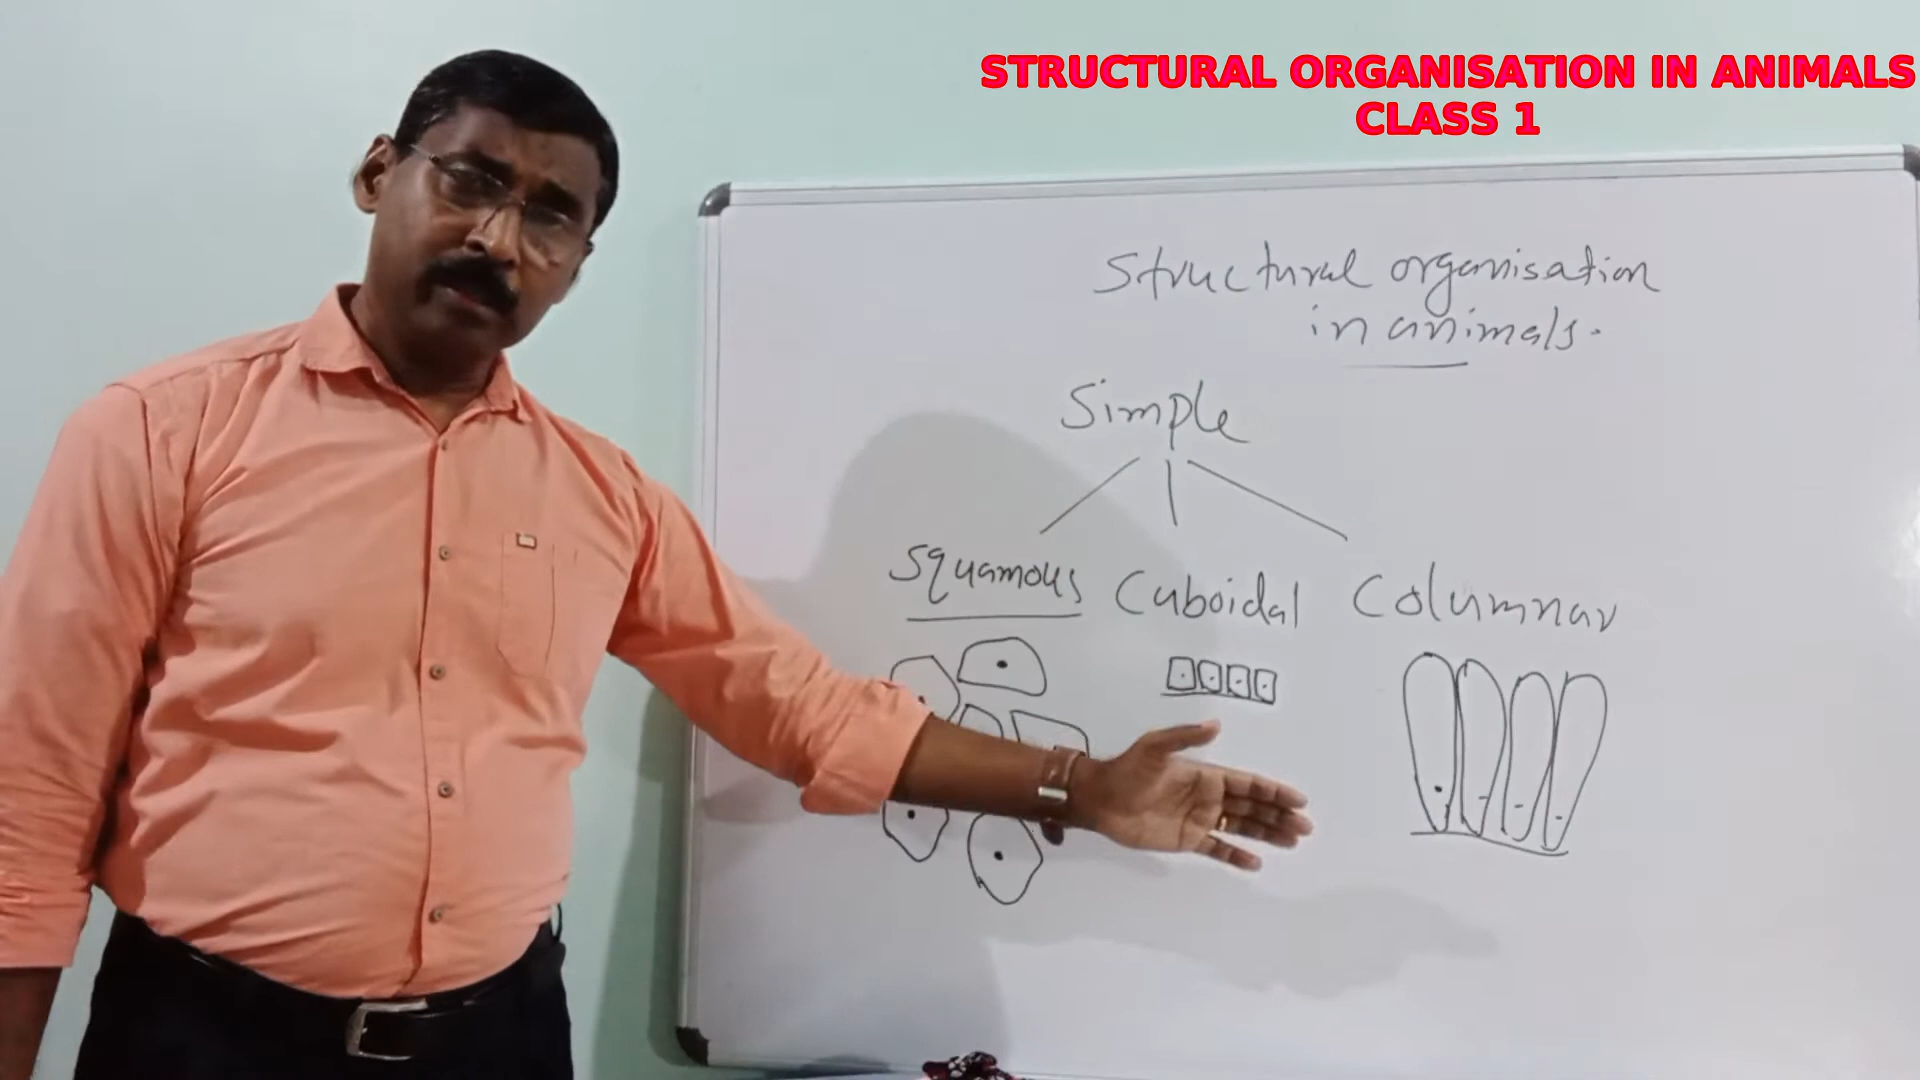 STRUCTURAL ORGANISATION IN ANIMALS
CLASS 1
Structural organisation
in animals.
Simple
Squamous Cuboidal Columnar